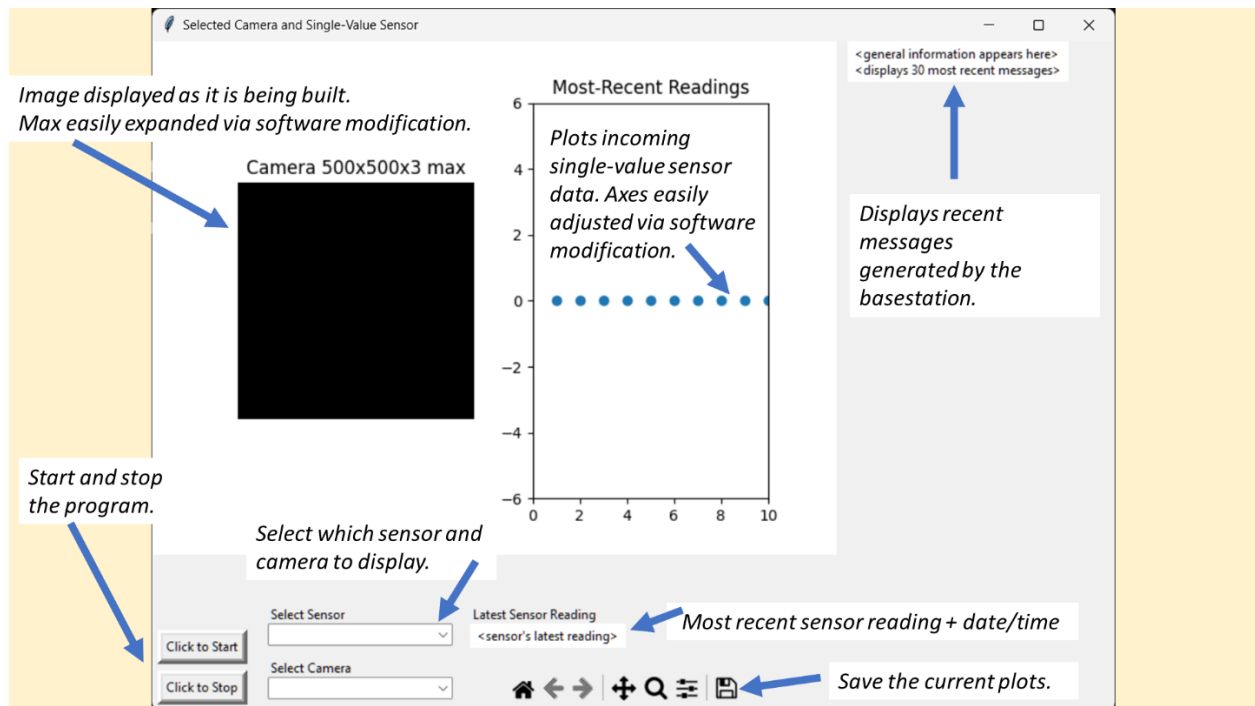 Selected Camera and Single-Value Sensor
<general information appears here>
<displays 30 most recent messages>
Image displayed as it is being built.
Max easily expanded via software modification.
Most-Recent Readings
Camera 500x500x3 max
6
4
2
0
−2
−4
−6
0 2 4 6 8 10
Plots incoming
single-value sensor
data. Axes easily
adjusted via software
modification.
Displays recent
messages
generated by the
basestation.
Start and stop
the program.
Select which sensor and
camera to display.
Select Sensor
Latest Sensor Reading
<sensor's latest reading>
Most recent sensor reading + date/time
Click to Start
Select Camera
Click to Stop
Save the current plots.